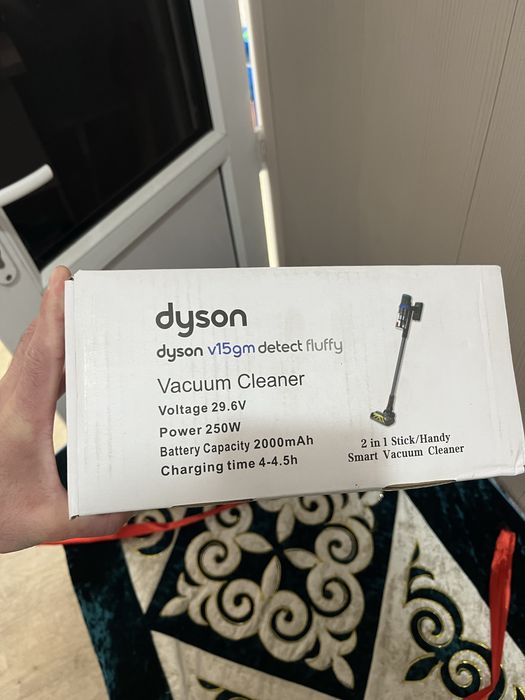 dyson
dyson v15gm detect fluffy
Vacuum Cleaner
Voltage 29.6V
Power 250W
Battery Capacity 2000mAh
Charging time 4-4.5h
2 in 1 Stick/Handy
Smart Vacuum Cleaner